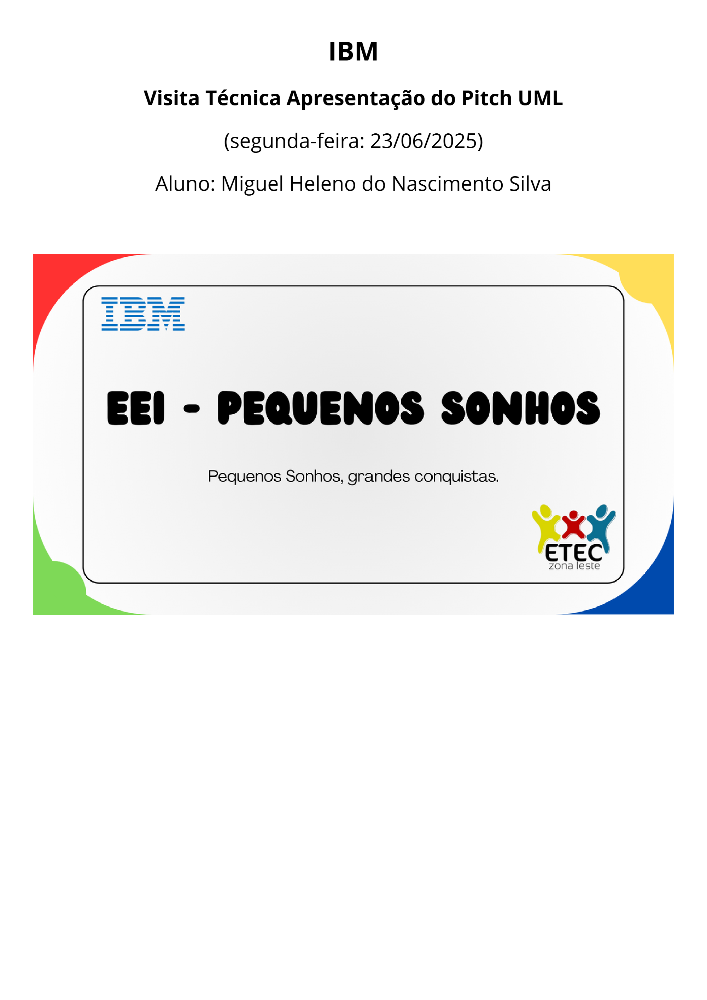 IBM
Visita Técnica Apresentação do Pitch UML
(segunda-feira: 23/06/2025)
Aluno: Miguel Heleno do Nascimento Silva
IBM
EEI - PEQUENOS SONHOS
Pequenos Sonhos, grandes conquistas.
ETEC
zona leste